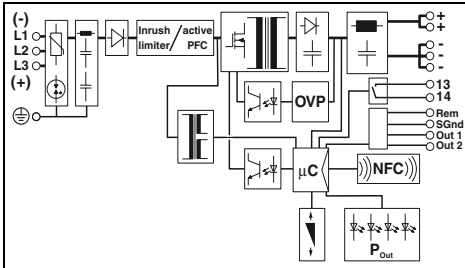 (-)
L1
L2
L3
(+)
Inrush limiter / active PFC
+
+
-
-
-
OVP
13
14
Rem
SGnd
Out 1
Out 2
µC
NFC
P Out